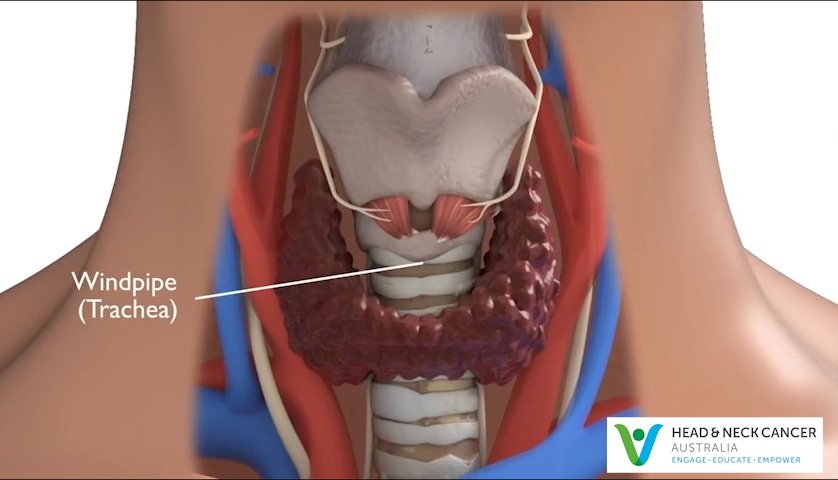 Windpipe
(Trachea)
HEAD & NECK CANCER
AUSTRALIA
ENGAGE · EDUCATE · EMPOWER